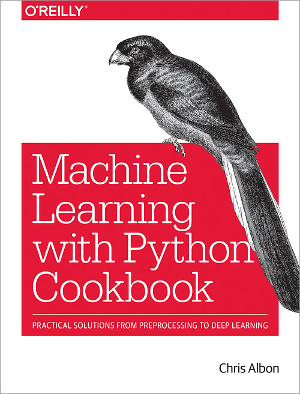 O'REILLY®
Machine
Learning
with Python
Cookbook
PRACTICAL SOLUTIONS FROM PREPROCESSING TO DEEP LEARNING
Chris Albon